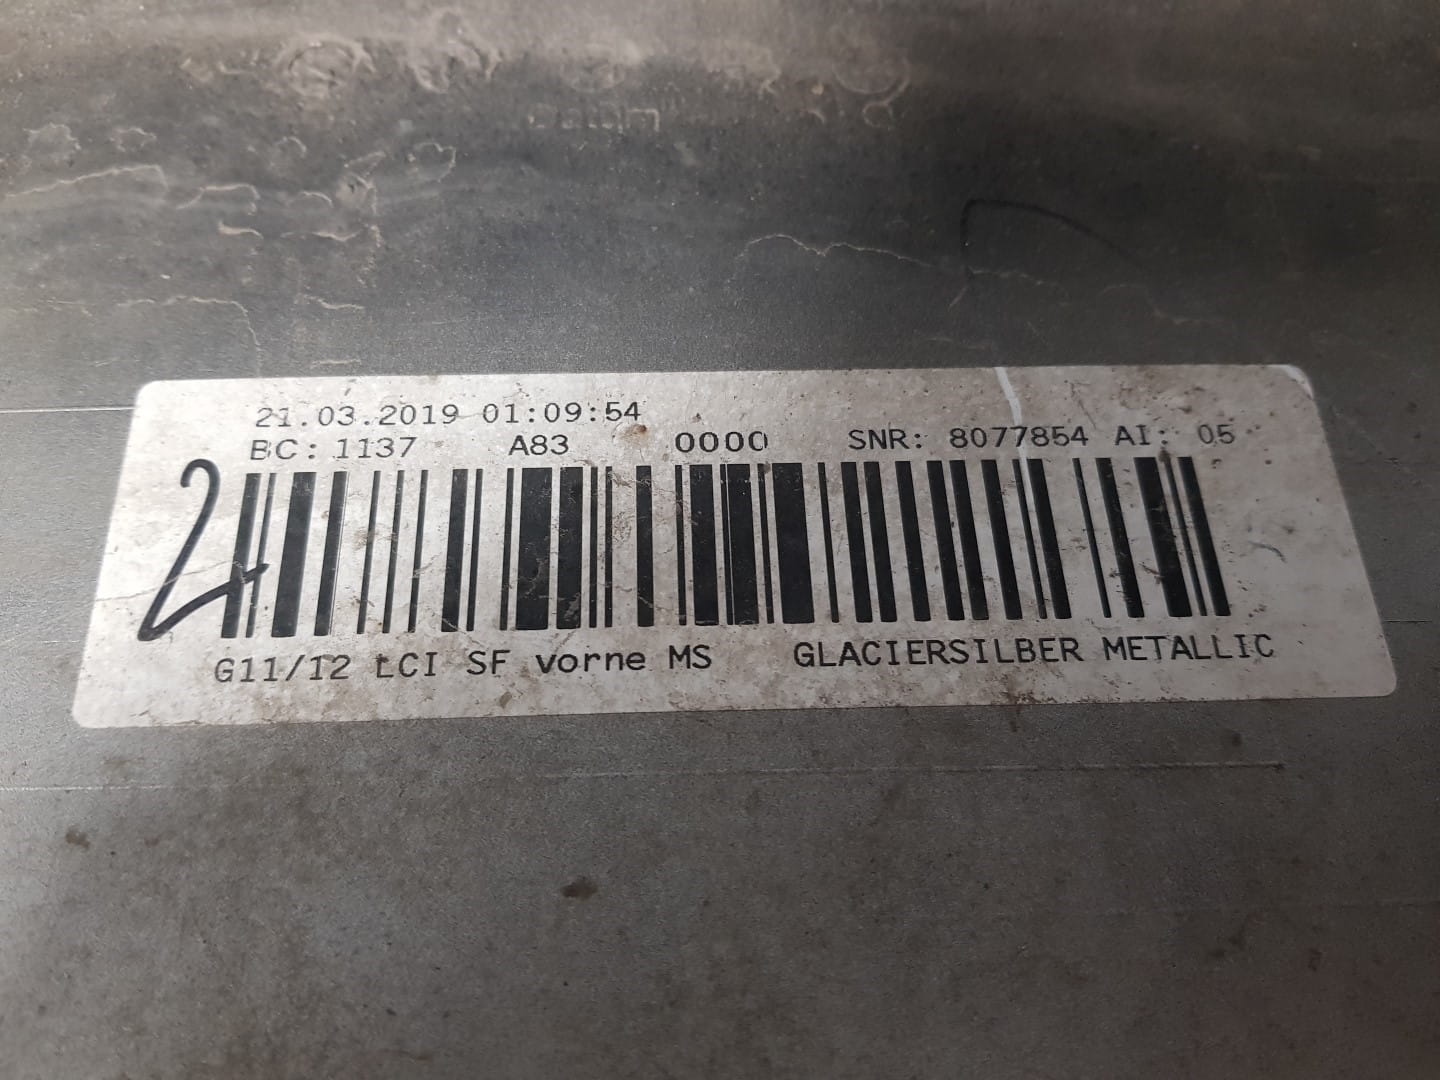 21.03.2019 01:09:54
BC: 1137 A83 0000 SNR: 8077854 AI: 05
2
G11/12 LCI SF vorne MS GLACIERSILBER METALLIC